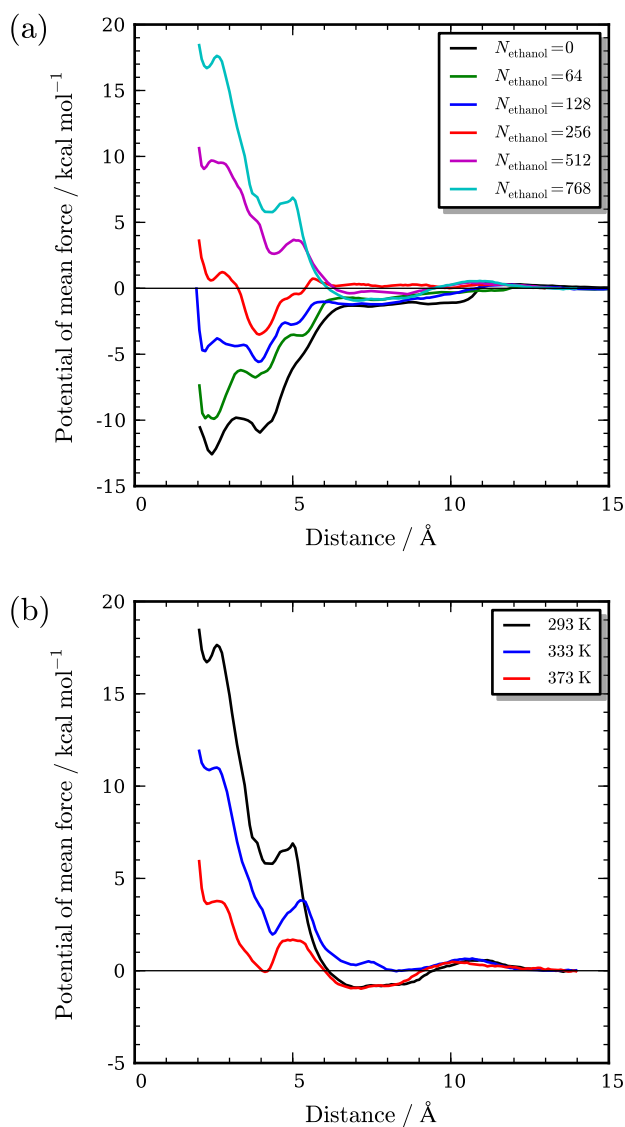 (a)
20
15
10
5
0
-5
-10
-15
0
5
10
15
Potential of mean force / kcal mol⁻¹
Distance / Å
N_ethanol=0
N_ethanol=64
N_ethanol=128
N_ethanol=256
N_ethanol=512
N_ethanol=768
(b)
20
15
10
5
0
-5
0
5
10
15
Potential of mean force / kcal mol⁻¹
Distance / Å
293 K
333 K
373 K